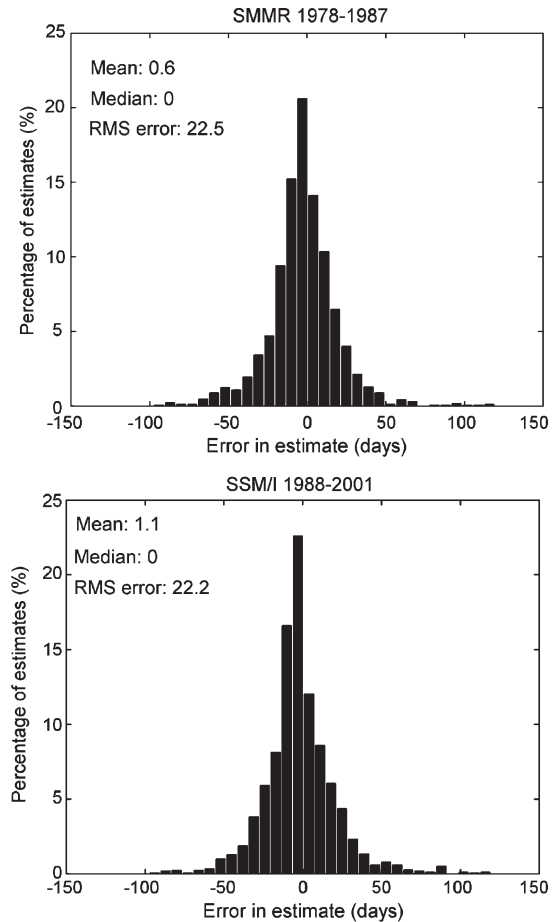 SMMR 1978-1987
25
20
15
10
5
0
Percentage of estimates (%)
Mean: 0.6
Median: 0
RMS error: 22.5
-150 -100 -50 0 50 100 150
Error in estimate (days)
SSM/I 1988-2001
25
20
15
10
5
0
Percentage of estimates (%)
Mean: 1.1
Median: 0
RMS error: 22.2
-150 -100 -50 0 50 100 150
Error in estimate (days)